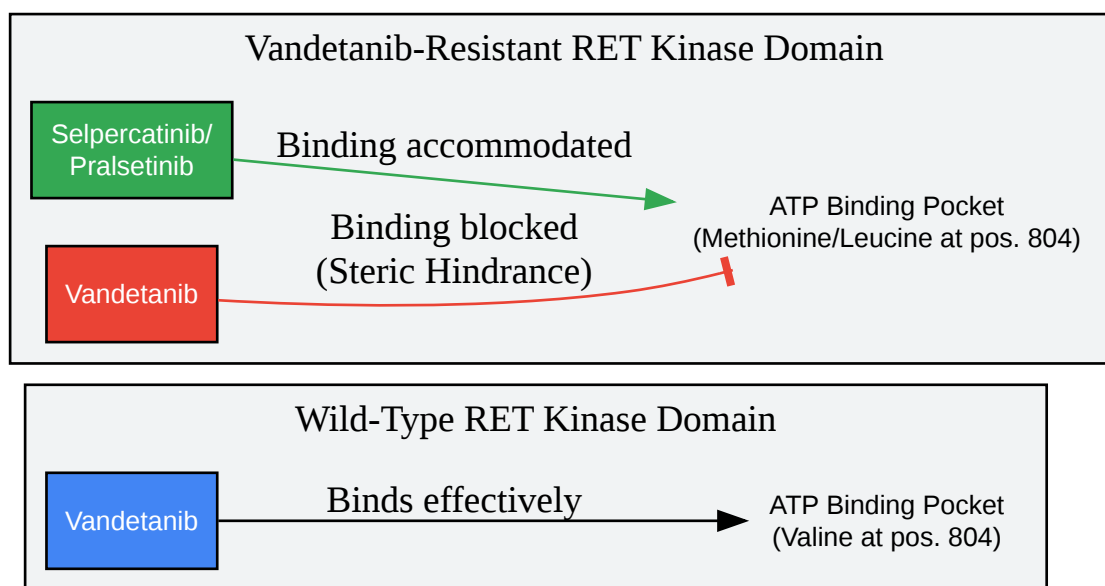 Vandetanib-Resistant RET Kinase Domain
Selpercatinib/
Pralsetinib
Binding accommodated
ATP Binding Pocket
(Methionine/Leucine at pos. 804)
Binding blocked
(Steric Hindrance)
Vandetanib
Wild-Type RET Kinase Domain
Vandetanib
Binds effectively
ATP Binding Pocket
(Valine at pos. 804)